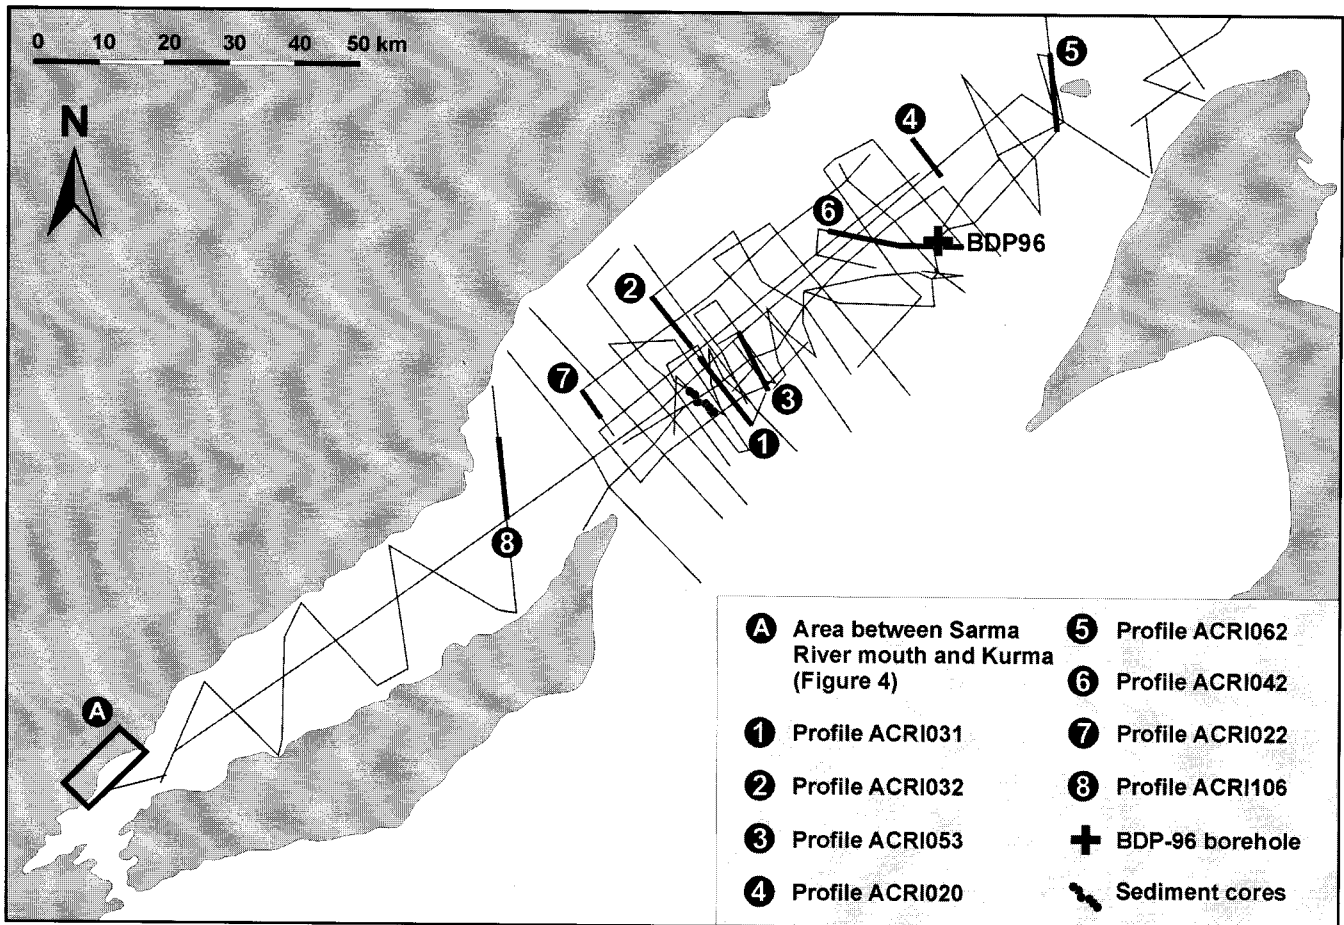 0 10 20 30 40 50 km
N
5
4
6
BDP96
2
7
3
1
8
A
A Area between Sarma
River mouth and Kurma
(Figure 4)
1 Profile ACRI031
2 Profile ACRI032
3 Profile ACRI053
4 Profile ACRI020
5 Profile ACRI062
6 Profile ACRI042
7 Profile ACRI022
8 Profile ACRI106
BDP-96 borehole
Sediment cores